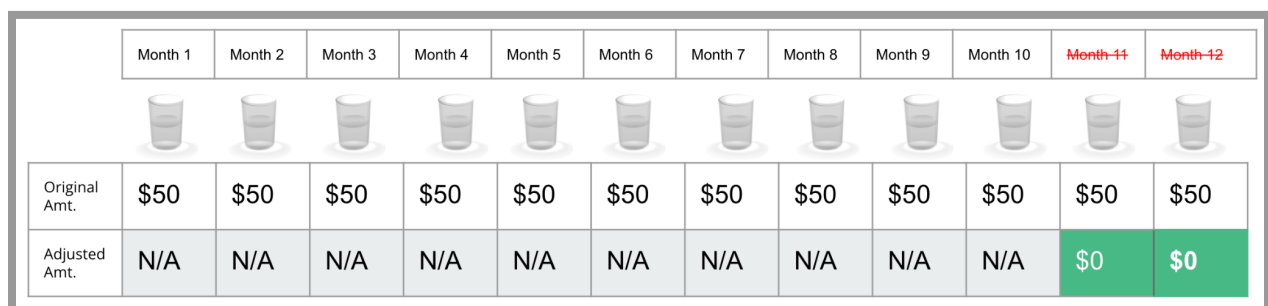 Month 1 Month 2 Month 3 Month 4 Month 5 Month 6 Month 7 Month 8 Month 9 Month 10 Month 11 Month 12
Original Amt. $50 $50 $50 $50 $50 $50 $50 $50 $50 $50 $50 $50
Adjusted Amt. N/A N/A N/A N/A N/A N/A N/A N/A N/A N/A $0 $0